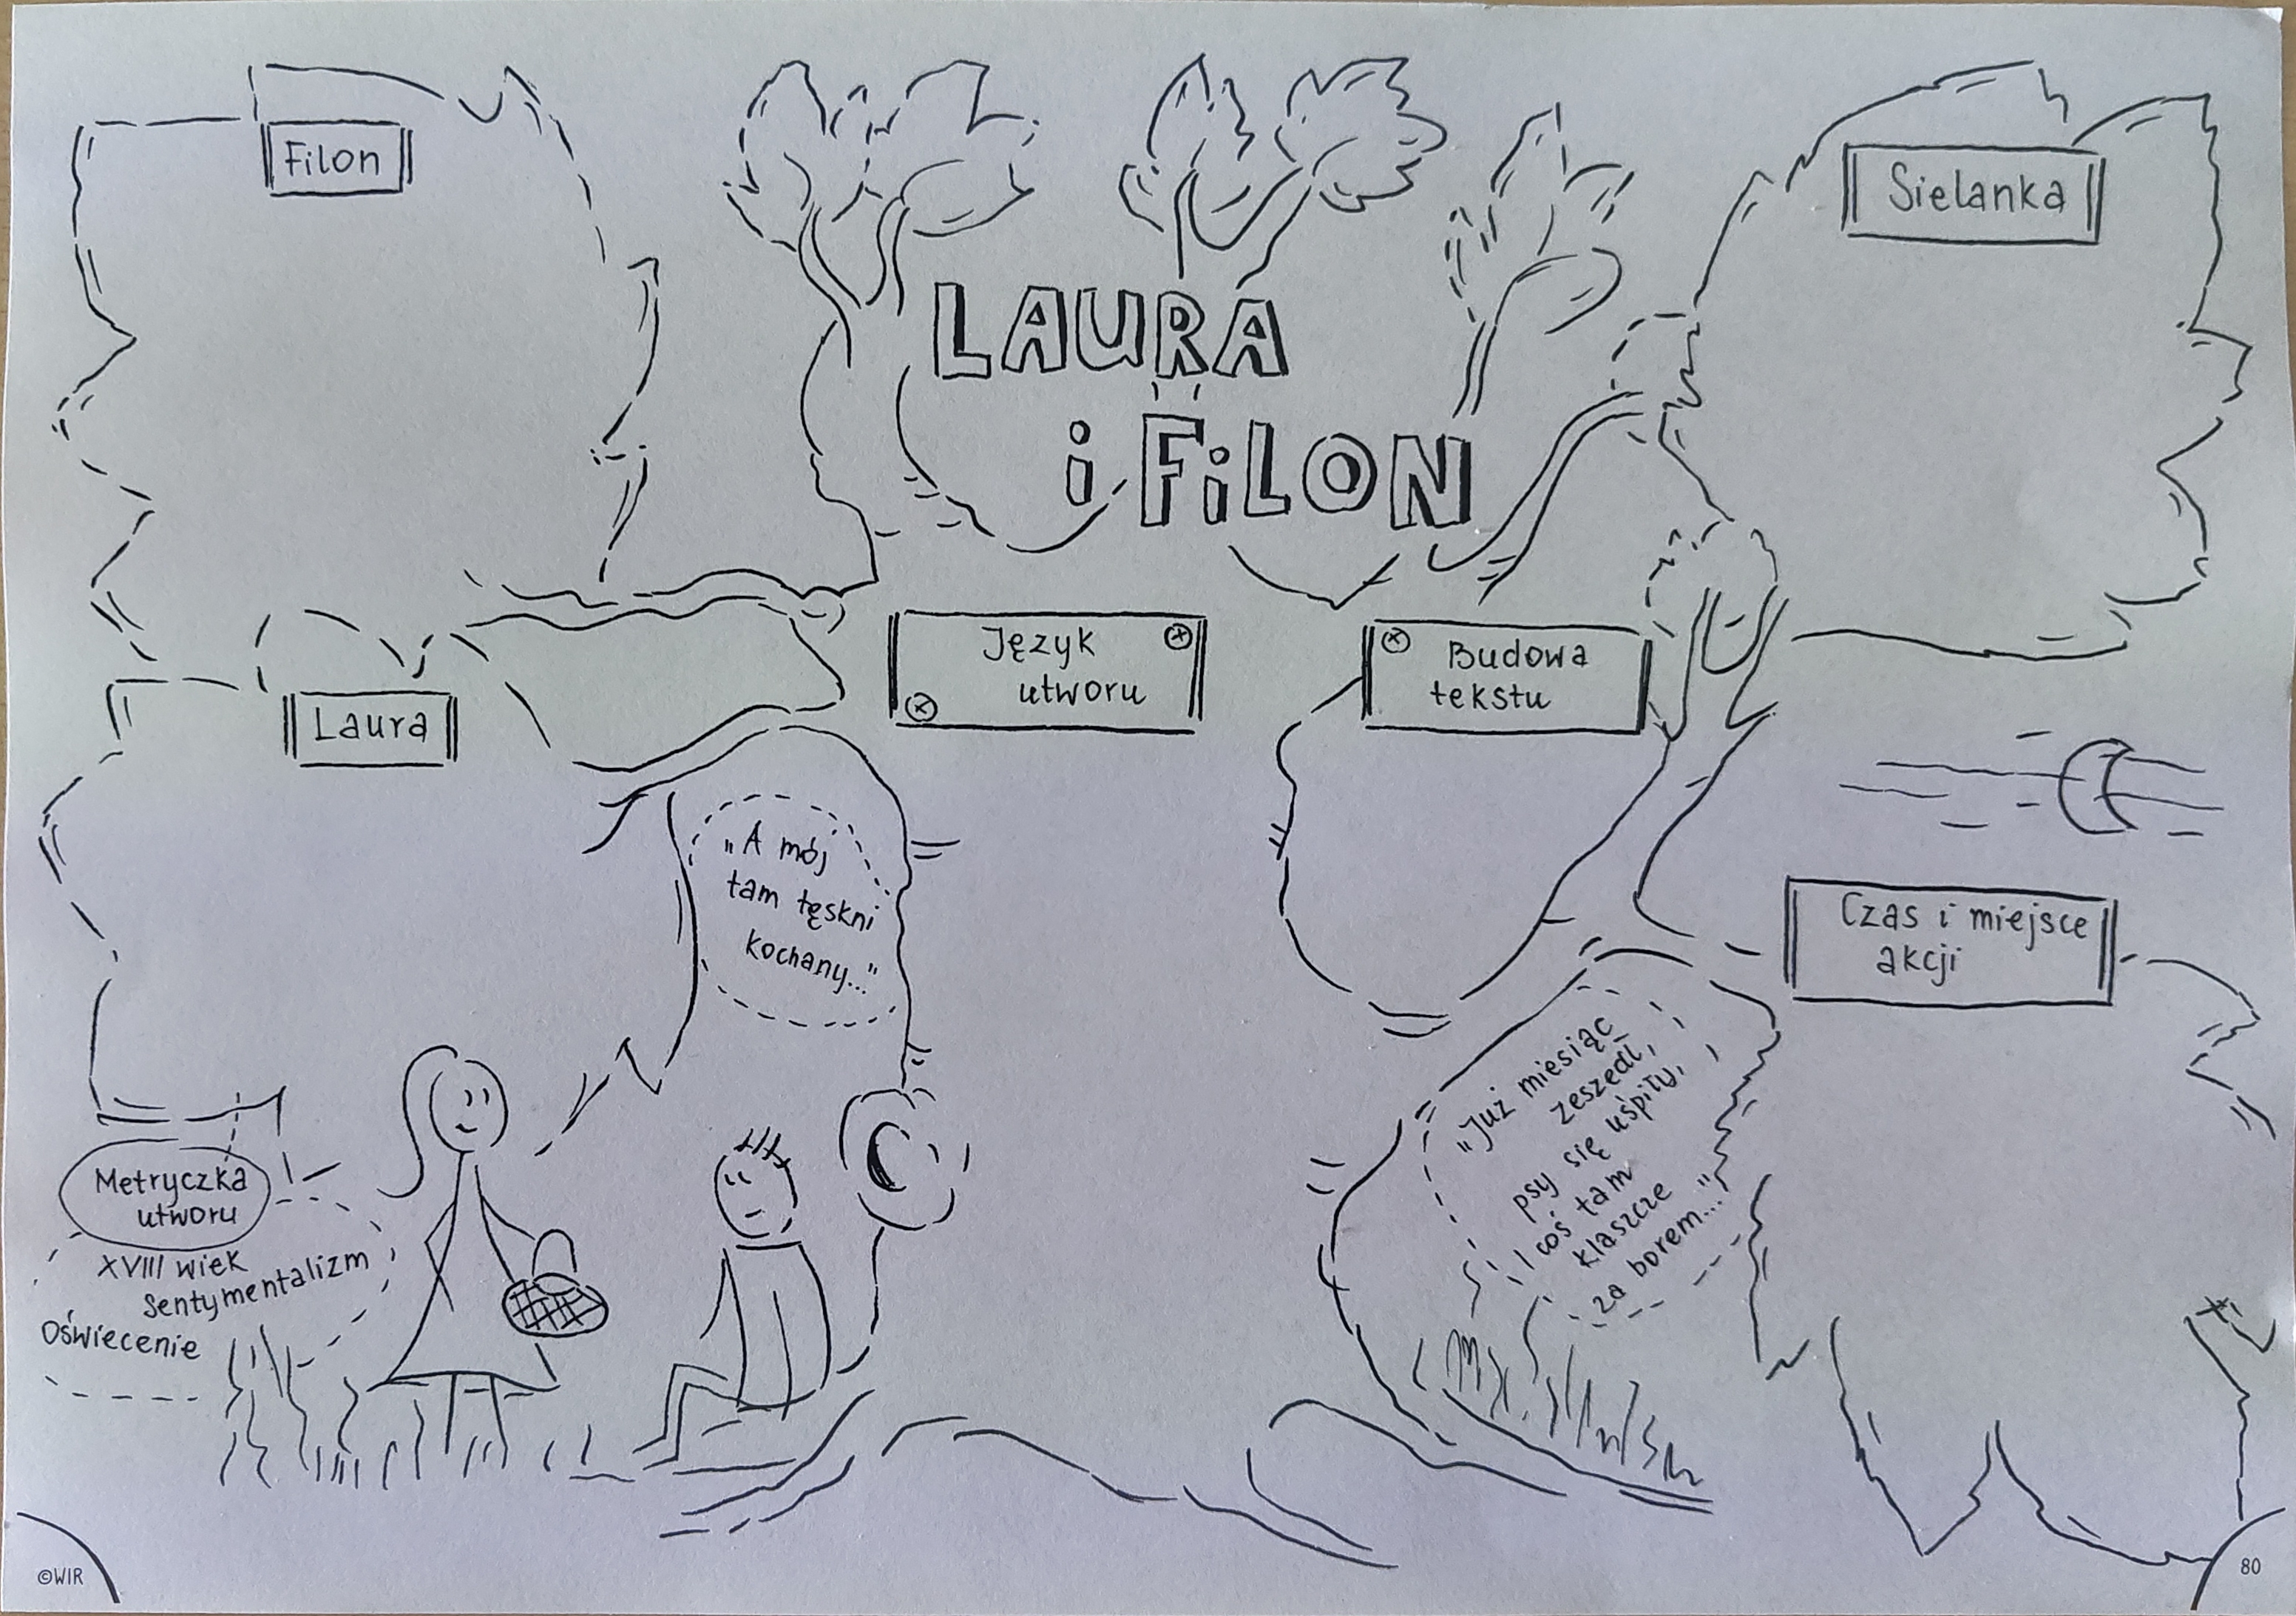 Filon
Sielanka
LAURA
i FiLON
Język
utworu
Budowa
tekstu
Laura
„A mój
tam tęskni
kochany..."
Czas i miejsce
akcji
„Już miesiąc
zeszedł,
psy się uśpiły,
I coś tam
klaszcze
za borem..."
Metryczka
utworu
XVIII wiek
Sentymentalizm
Oświecenie
©WIR
80